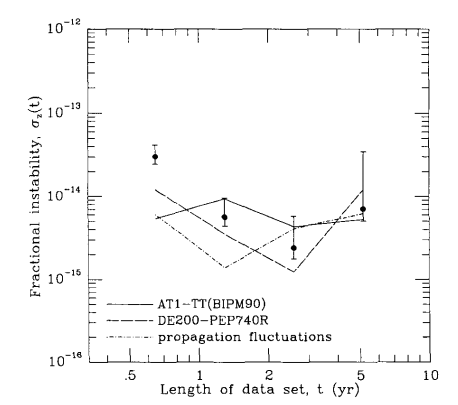 10⁻¹²
10⁻¹³
10⁻¹⁴
10⁻¹⁵
10⁻¹⁶
Fractional instability, σ_z(t)
AT1−TT(BIPM90)
DE200−PEP740R
propagation fluctuations
.5 1 2 5 10
Length of data set, t (yr)